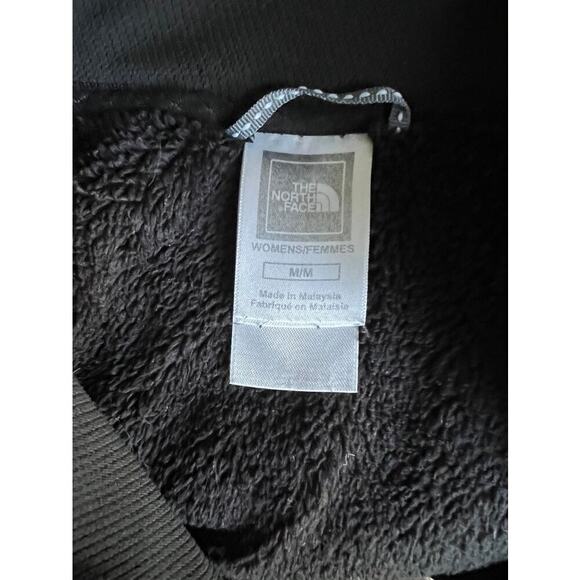 THE
NORTH
FACE
WOMENS/FEMMES
M/M
Made in Malaysia
Fabriqué en Malaisie